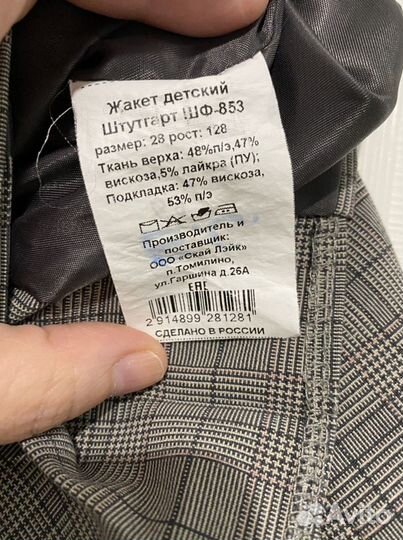 Жакет детский
Штутгарт ШФ-853
размер: 28 рост: 128
Ткань верха: 48%п/э,47%
вискоза,5% лайкра (ПУ);
Подкладка: 47% вискоза,
53% п/э
Производитель и
поставщик:
ООО «Скай Лэйк»
п.Томилино,
ул.Гаршина д.26А
EAC
2 914899 281281
СДЕЛАНО В РОССИИ
Avito